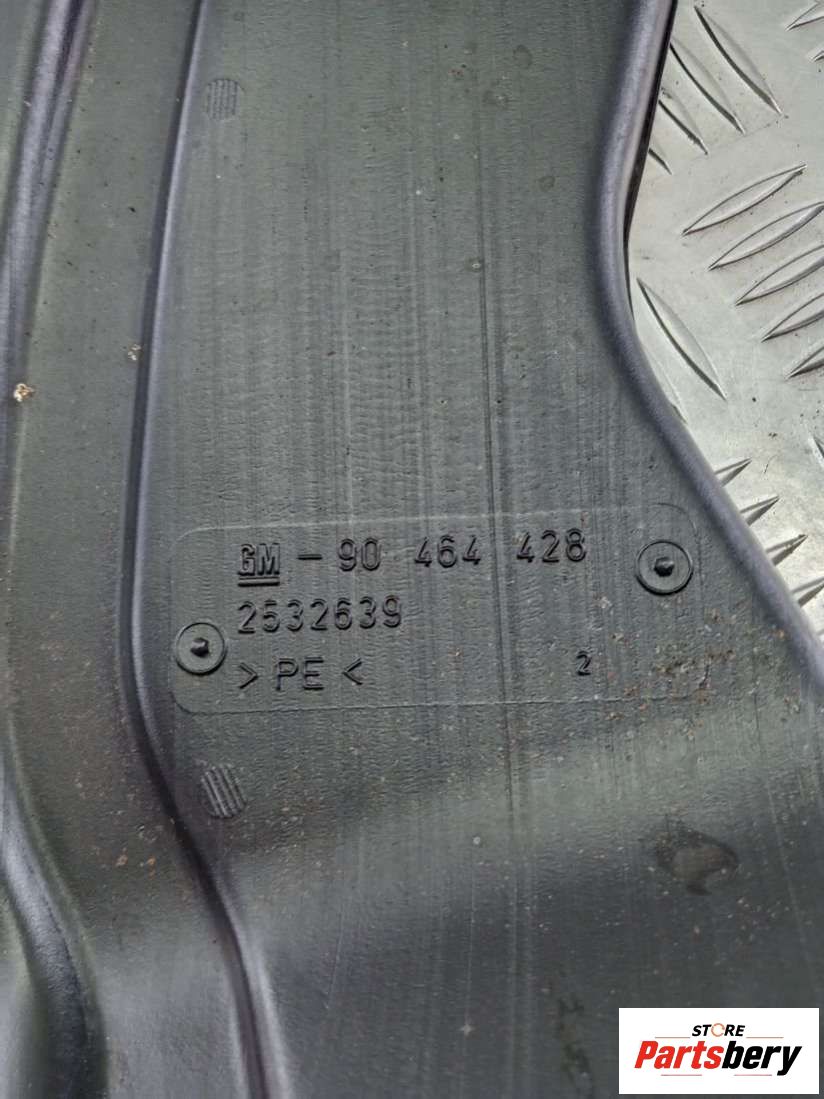 GM - 90 464 428
2532639
> PE < 2
STORE
Partsbery